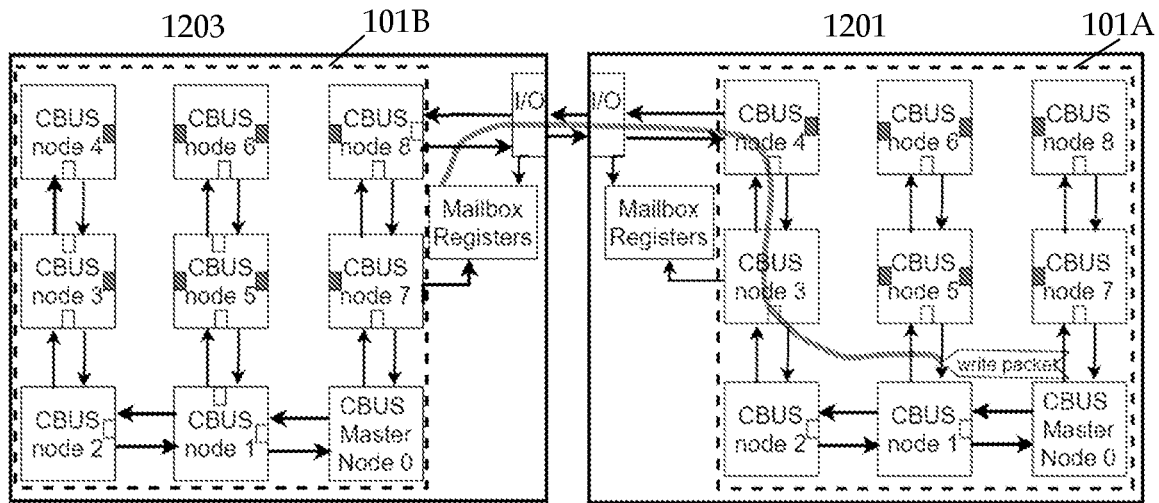 1203
101B
1201
101A
CBUS
node 4
CBUS
node 6
CBUS
node 8
I/O
I/O
CBUS
node 4
CBUS
node 6
CBUS
node 8
Mailbox
Registers
Mailbox
Registers
CBUS
node 3
CBUS
node 5
CBUS
node 7
CBUS
node 3
CBUS
node 5
CBUS
node 7
write packet
CBUS
node 2
CBUS
node 1
CBUS
Master
Node 0
CBUS
node 2
CBUS
node 1
CBUS
Master
Node 0